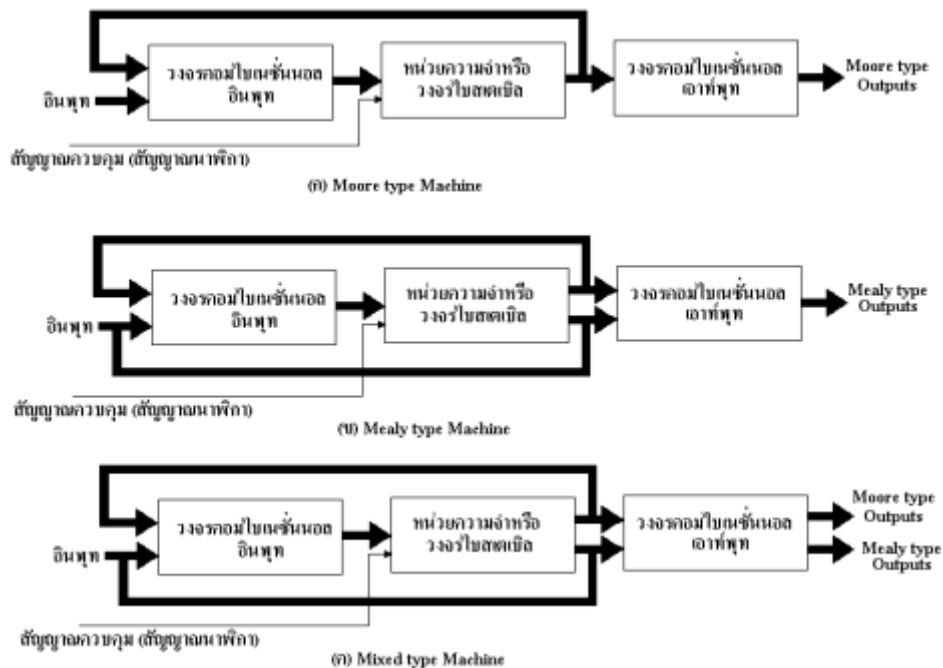 วงจรคอมไบเนชั่นนอล
อินพุท
หน่วยความจำหรือ
วงจรไบสเตเบิล
วงจรคอมไบเนชั่นนอล
เอาท์พุท
Moore type
Outputs
อินพุท
สัญญาณควบคุม (สัญญาณนาฬิกา)
(ก) Moore type Machine
วงจรคอมไบเนชั่นนอล
อินพุท
หน่วยความจำหรือ
วงจรไบสเตเบิล
วงจรคอมไบเนชั่นนอล
เอาท์พุท
Mealy type
Outputs
อินพุท
สัญญาณควบคุม (สัญญาณนาฬิกา)
(ข) Mealy type Machine
วงจรคอมไบเนชั่นนอล
อินพุท
หน่วยความจำหรือ
วงจรไบสเตเบิล
วงจรคอมไบเนชั่นนอล
เอาท์พุท
Moore type
Outputs
Mealy type
Outputs
อินพุท
สัญญาณควบคุม (สัญญาณนาฬิกา)
(ค) Mixed type Machine